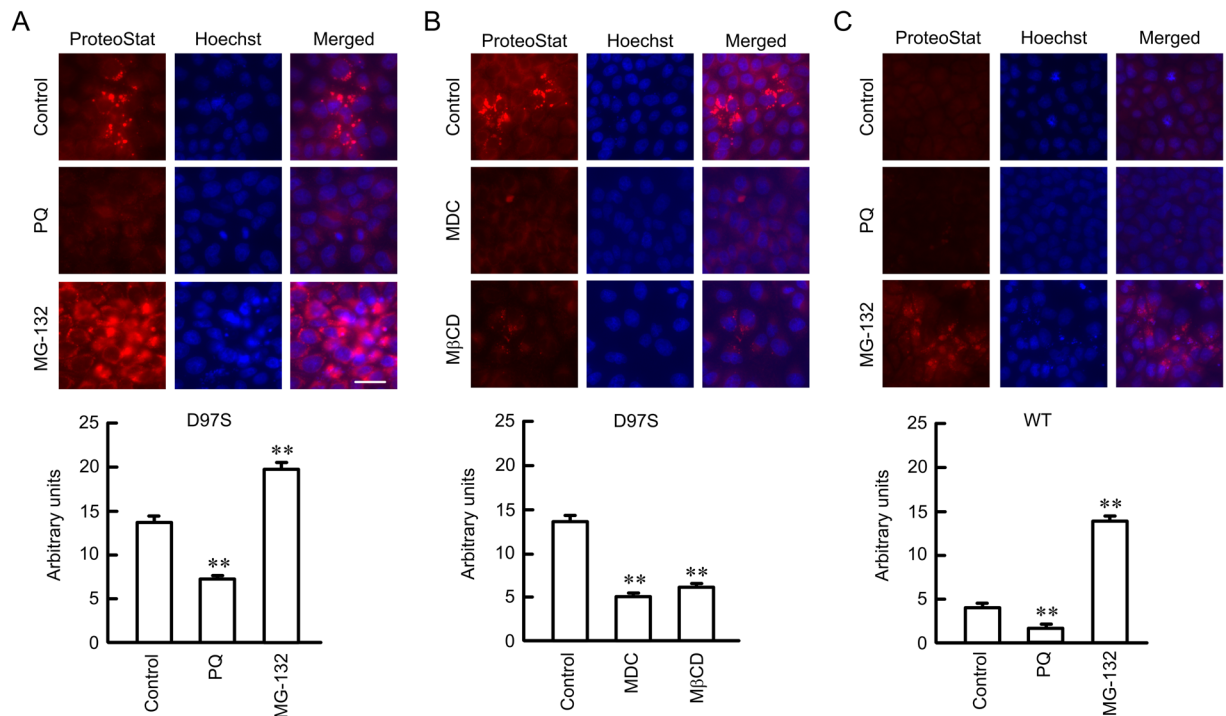 A
ProteoStat Hoechst Merged
Control
PQ
MG-132
D97S
Arbitrary units
25
20
15
10
5
0
**
**
Control
PQ
MG-132
B
ProteoStat Hoechst Merged
Control
MDC
MβCD
D97S
Arbitrary units
25
20
15
10
5
0
**
**
Control
MDC
MβCD
C
ProteoStat Hoechst Merged
Control
PQ
MG-132
WT
Arbitrary units
25
20
15
10
5
0
**
**
Control
PQ
MG-132